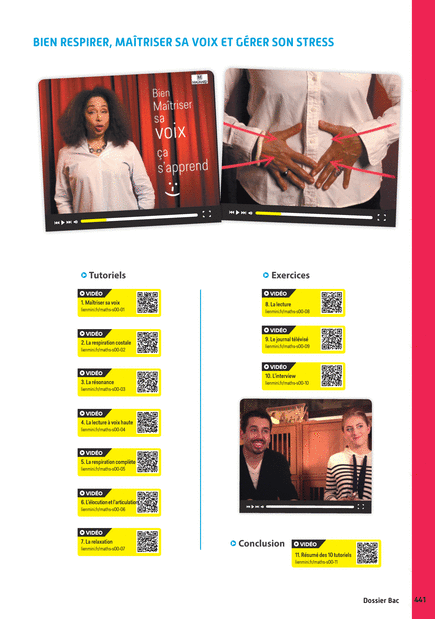 BIEN RESPIRER, MAÎTRISER SA VOIX ET GÉRER SON STRESS
Bien
Maîtriser
sa
voix
ça
s'apprend
Tutoriels
VIDÉO
1. Maîtriser sa voix
lienmini.fr/maths-s00-01
VIDÉO
2. La respiration costale
lienmini.fr/maths-s00-02
VIDÉO
3. La résonance
lienmini.fr/maths-s00-03
VIDÉO
4. La lecture à voix haute
lienmini.fr/maths-s00-04
VIDÉO
5. La respiration complète
lienmini.fr/maths-s00-05
VIDÉO
6. L'élocution et l'articulation
lienmini.fr/maths-s00-06
VIDÉO
7. La relaxation
lienmini.fr/maths-s00-07
Exercices
VIDÉO
8. La lecture
lienmini.fr/maths-s00-08
VIDÉO
9. Le journal télévisé
lienmini.fr/maths-s00-09
VIDÉO
10. L'interview
lienmini.fr/maths-s00-10
Conclusion
VIDÉO
11. Résumé des 10 tutoriels
lienmini.fr/maths-s00-11
Dossier Bac
441